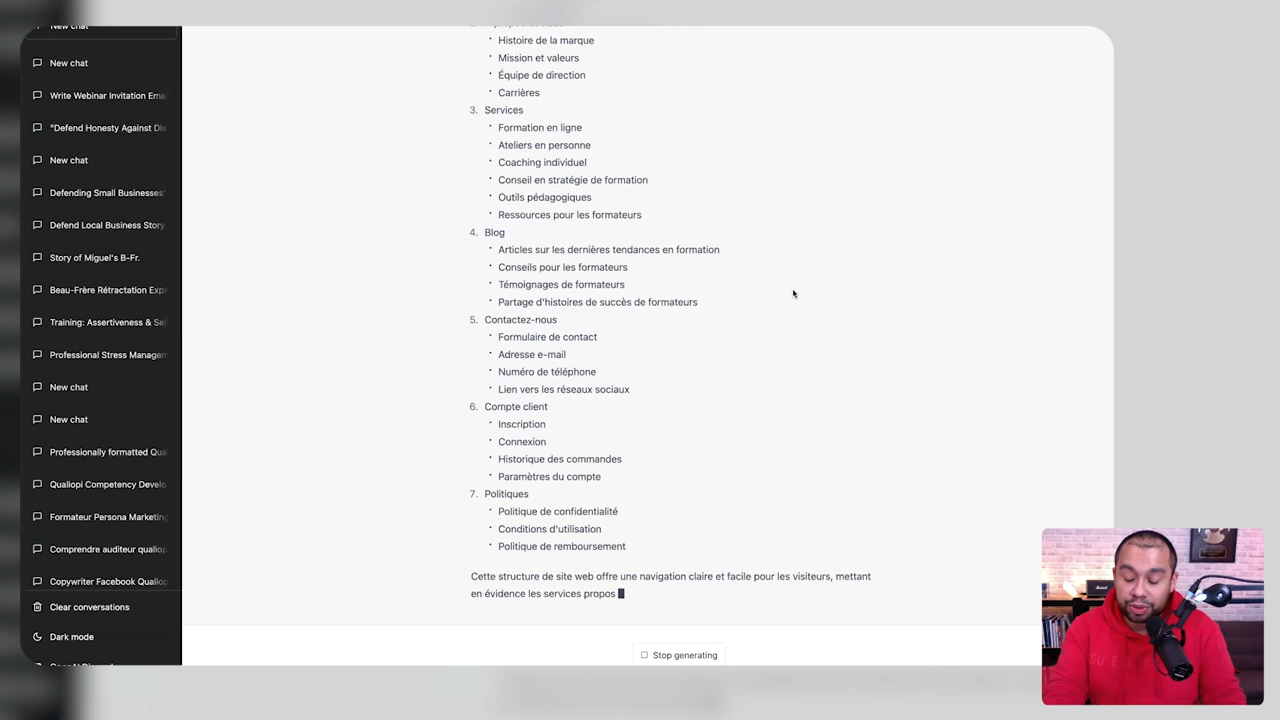 New chat
New chat
Write Webinar Invitation Ema
"Defend Honesty Against Dis
New chat
Defending Small Businesses'
Defend Local Business Story
Story of Miguel's B-Fr.
Beau-Frère Rétractation Expl
Training: Assertiveness & Sel
Professional Stress Managem
New chat
New chat
Professionally formatted Qua
Qualiopi Competency Develo
Formateur Persona Marketing
Comprendre auditeur qualiop
Copywriter Facebook Qualiop
Clear conversations
Dark mode
• Histoire de la marque
• Mission et valeurs
• Équipe de direction
• Carrières
3. Services
• Formation en ligne
• Ateliers en personne
• Coaching individuel
• Conseil en stratégie de formation
• Outils pédagogiques
• Ressources pour les formateurs
4. Blog
• Articles sur les dernières tendances en formation
• Conseils pour les formateurs
• Témoignages de formateurs
• Partage d'histoires de succès de formateurs
5. Contactez-nous
• Formulaire de contact
• Adresse e-mail
• Numéro de téléphone
• Lien vers les réseaux sociaux
6. Compte client
• Inscription
• Connexion
• Historique des commandes
• Paramètres du compte
7. Politiques
• Politique de confidentialité
• Conditions d'utilisation
• Politique de remboursement
Cette structure de site web offre une navigation claire et facile pour les visiteurs, mettant
en évidence les services propos
Stop generating